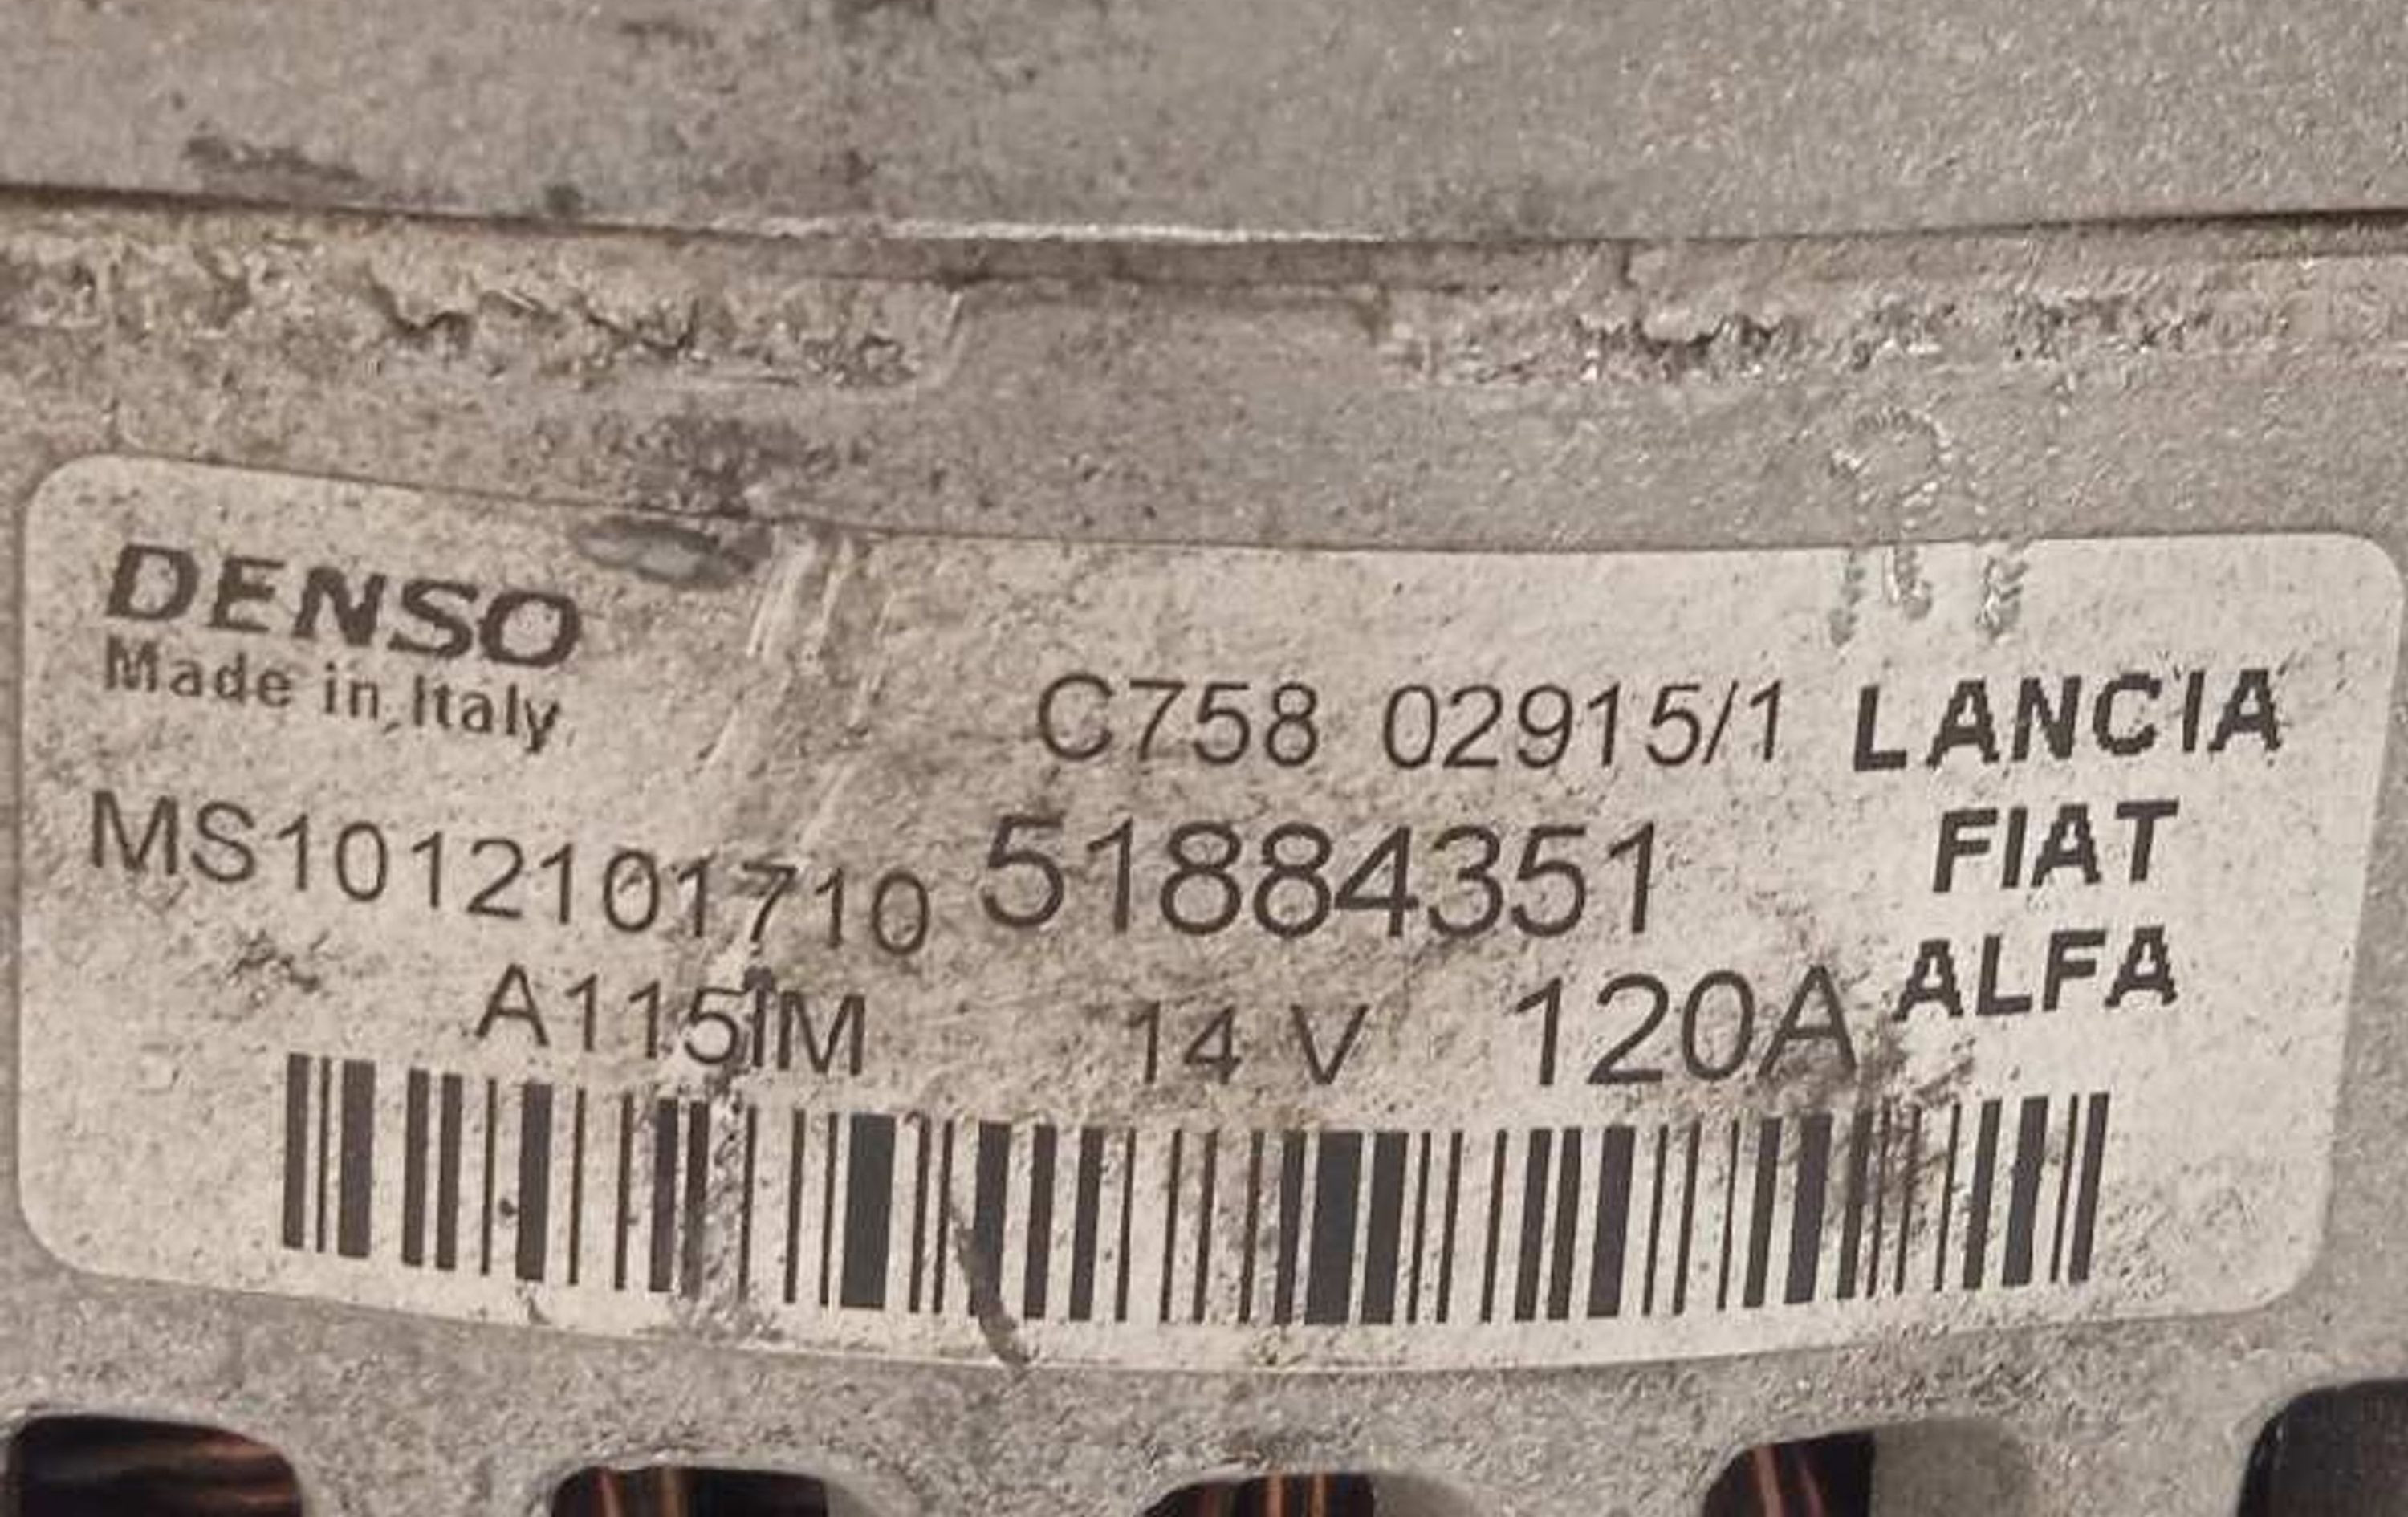 DENSO
Made in Italy
C758 02915/1 LANCIA
MS1012101710 51884351 FIAT
A115IM 14 V 120A ALFA